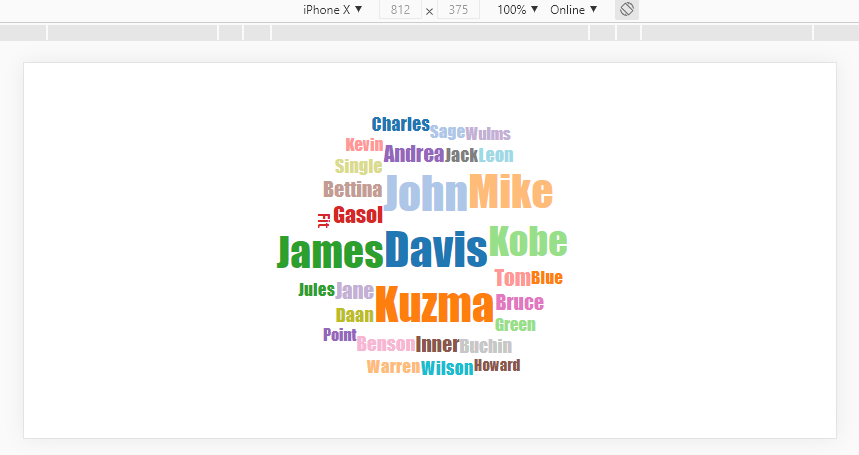 iPhone X ▼ 812 × 375 100% ▼ Online ▼
Charles Sage Wulms
Kevin Andrea Jack Leon
Single
Bettina John Mike
Fit Gasol
James Davis Kobe
Tom Blue
Jules Jane Kuzma Bruce
Daan Green
Point Benson Inner Buchin
Warren Wilson Howard